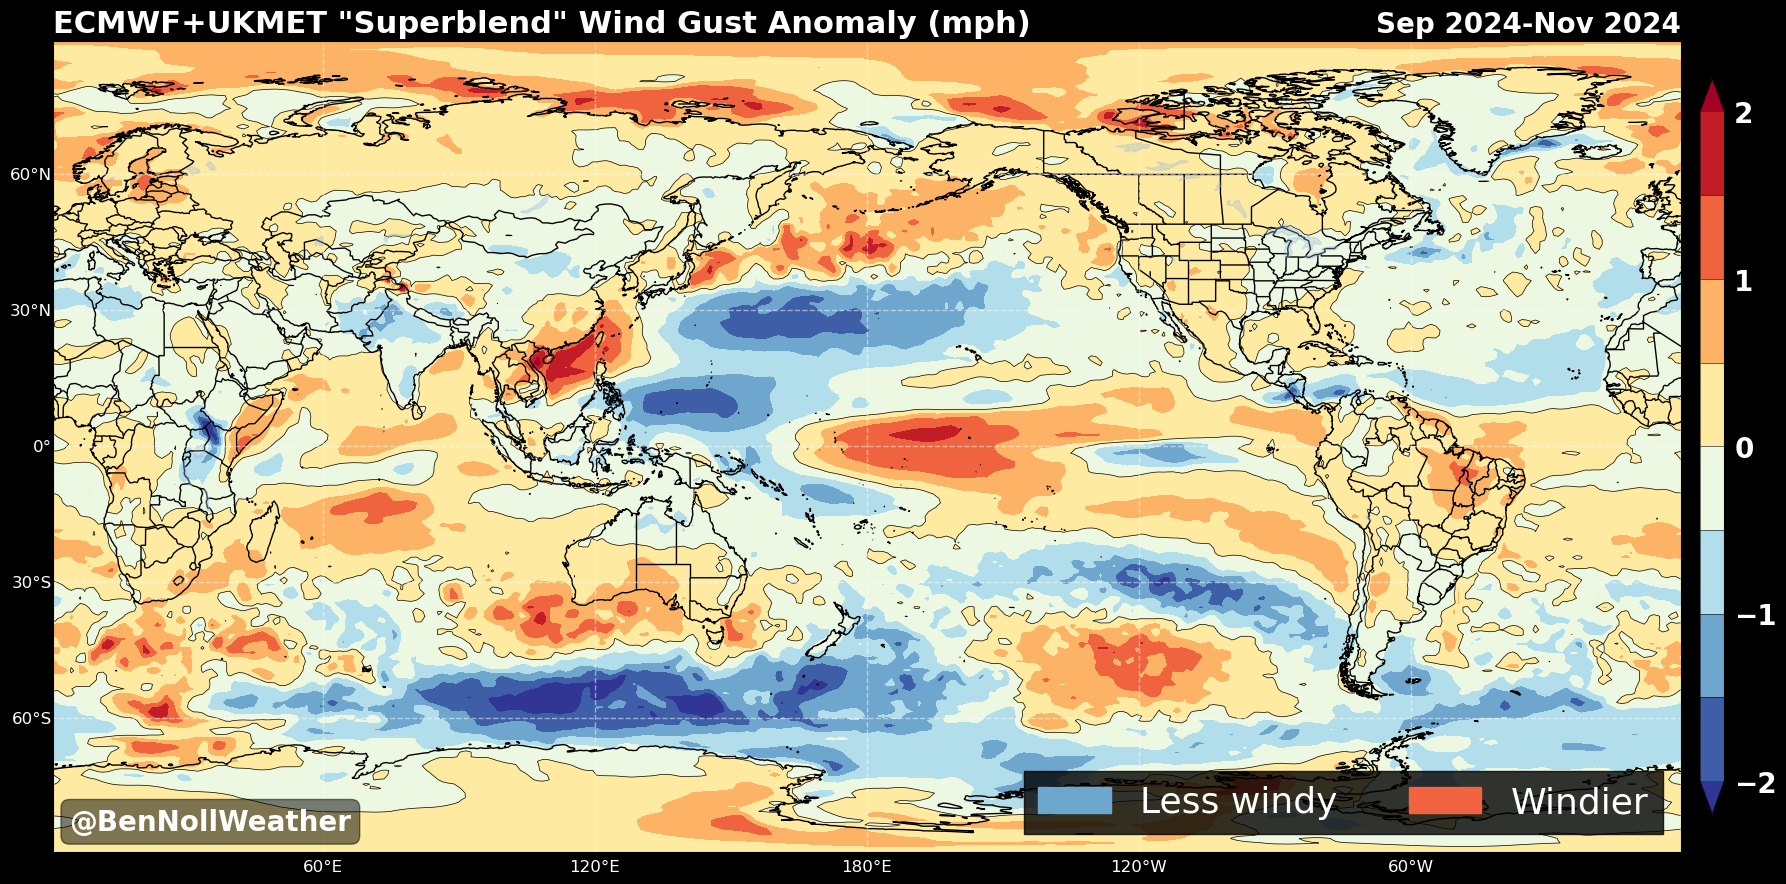 ECMWF+UKMET "Superblend" Wind Gust Anomaly (mph)
Sep 2024-Nov 2024
60°N
30°N
0°
30°S
60°S
60°E
120°E
180°E
120°W
60°W
2
1
0
−1
−2
Less windy
Windier
@BenNollWeather